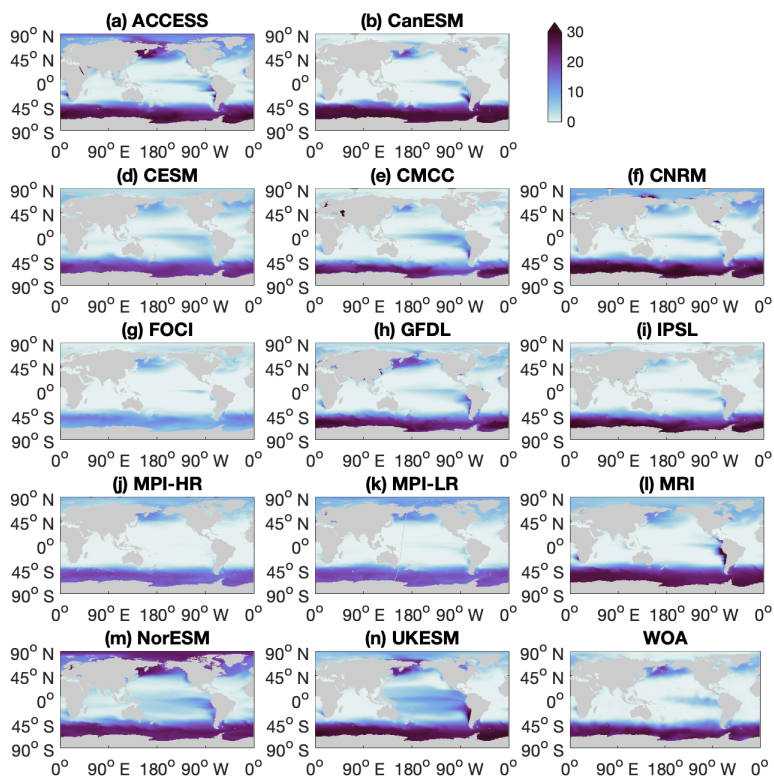 (a) ACCESS (b) CanESM
90° N 90° N 30
45° N 45° N 20
0° 0° 10
45° S 45° S 0
90° S 90° S
0° 90° E 180° 90° W 0° 0° 90° E 180° 90° W 0°
(d) CESM (e) CMCC (f) CNRM
90° N 90° N 90° N
45° N 45° N 45° N
0° 0° 0°
45° S 45° S 45° S
90° S 90° S 90° S
0° 90° E 180° 90° W 0° 0° 90° E 180° 90° W 0° 0° 90° E 180° 90° W 0°
(g) FOCI (h) GFDL (i) IPSL
90° N 90° N 90° N
45° N 45° N 45° N
0° 0° 0°
45° S 45° S 45° S
90° S 90° S 90° S
0° 90° E 180° 90° W 0° 0° 90° E 180° 90° W 0° 0° 90° E 180° 90° W 0°
(j) MPI-HR (k) MPI-LR (l) MRI
90° N 90° N 90° N
45° N 45° N 45° N
0° 0° 0°
45° S 45° S 45° S
90° S 90° S 90° S
0° 90° E 180° 90° W 0° 0° 90° E 180° 90° W 0° 0° 90° E 180° 90° W 0°
(m) NorESM (n) UKESM WOA
90° N 90° N 90° N
45° N 45° N 45° N
0° 0° 0°
45° S 45° S 45° S
90° S 90° S 90° S
0° 90° E 180° 90° W 0° 0° 90° E 180° 90° W 0° 0° 90° E 180° 90° W 0°